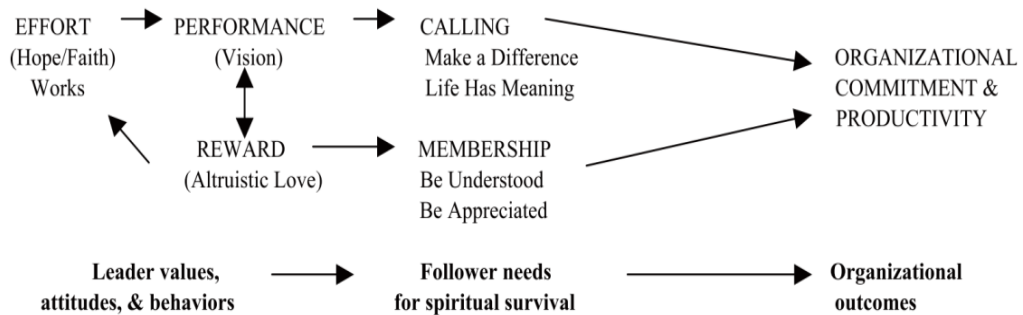 EFFORT
(Hope/Faith)
Works
PERFORMANCE
(Vision)
REWARD
(Altruistic Love)
CALLING
Make a Difference
Life Has Meaning
MEMBERSHIP
Be Understood
Be Appreciated
ORGANIZATIONAL
COMMITMENT &
PRODUCTIVITY
Leader values,
attitudes, & behaviors
Follower needs
for spiritual survival
Organizational
outcomes